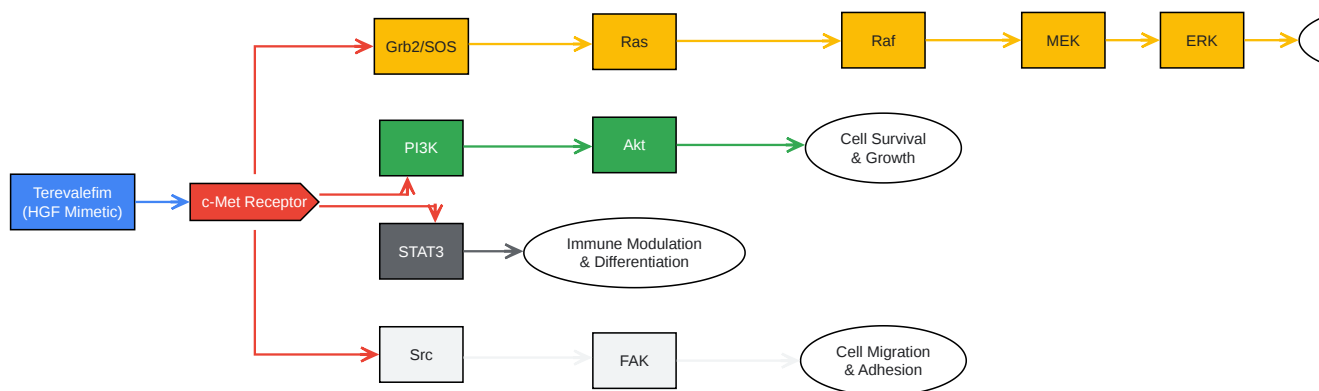 Grb2/SOS
Ras
Raf
MEK
ERK
PI3K
Akt
Cell Survival
& Growth
Terevalefim
(HGF Mimetic)
c-Met Receptor
STAT3
Immune Modulation
& Differentiation
Src
FAK
Cell Migration
& Adhesion